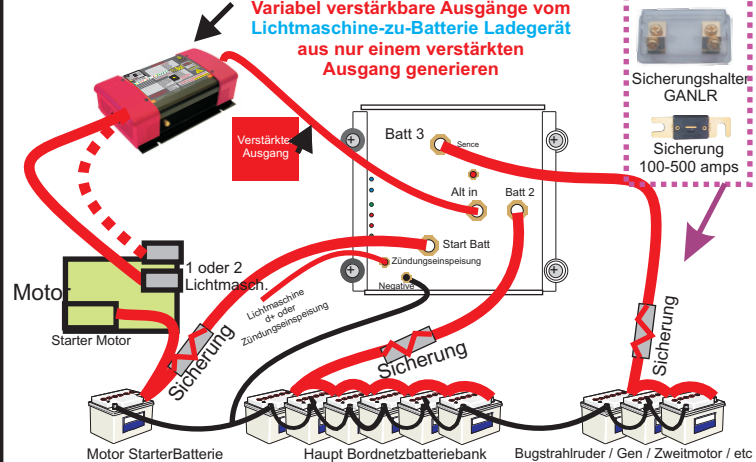 Variabel verstärkbare Ausgänge vom
Lichtmaschine-zu-Batterie Ladegerät
aus nur einem verstärkten
Ausgang generieren
Sicherungshalter
GANLR
Sicherung
100-500 amps
Verstärkter
Ausgang
Batt 3
Sence
Alt in
Batt 2
Start Batt
Zündungseinspeisung
Negative
1 oder 2
Lichtmasch.
Motor
Starter Motor
Lichtmaschine
d+ oder
Zündungseinspeisung
Sicherung
Sicherung
Sicherung
Motor StarterBatterie
Haupt Bordnetzbatteriebank
Bugstrahlruder / Gen / Zweitmotor / etc